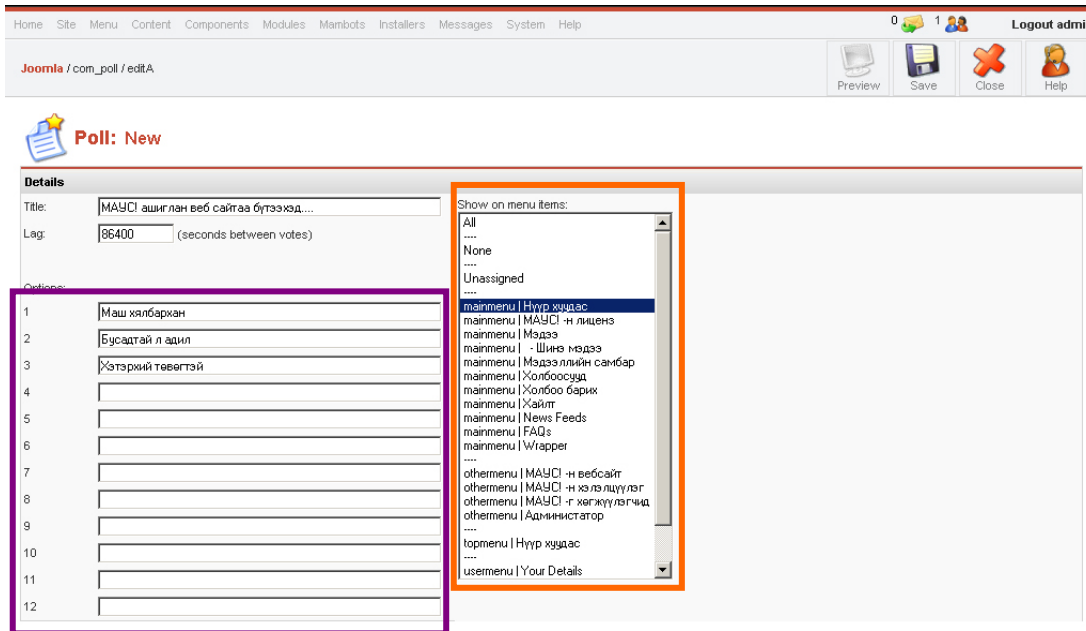 Home Site Menu Content Components Modules Mambots Installers Messages System Help 0 1 Logout admi
Joomla / com_poll / editA
Preview Save Close Help
Poll: New
Details
Title: МАУС! ашиглан веб сайтаа бүтээхэд....
Lag: 86400 (seconds between votes)
Options:
1 Маш хялбархан
2 Бусадтай л адил
3 Хэтэрхий төвөгтэй
4
5
6
7
8
9
10
11
12
Show on menu items:
All
----
None
----
Unassigned
----
mainmenu | Нүүр хуудас
mainmenu | МАУС! -н лиценз
mainmenu | Мэдээ
mainmenu | - Шинэ мэдээ
mainmenu | Мэдээллийн самбар
mainmenu | Холбоосууд
mainmenu | Холбоо барих
mainmenu | Хайлт
mainmenu | News Feeds
mainmenu | FAQs
mainmenu | Wrapper
----
othermenu | МАУС! -н вебсайт
othermenu | МАУС! -н хэлэлцүүлэг
othermenu | МАУС! -г хөгжүүлэгчид
othermenu | Администатор
----
topmenu | Нүүр хуудас
----
usermenu | Your Details